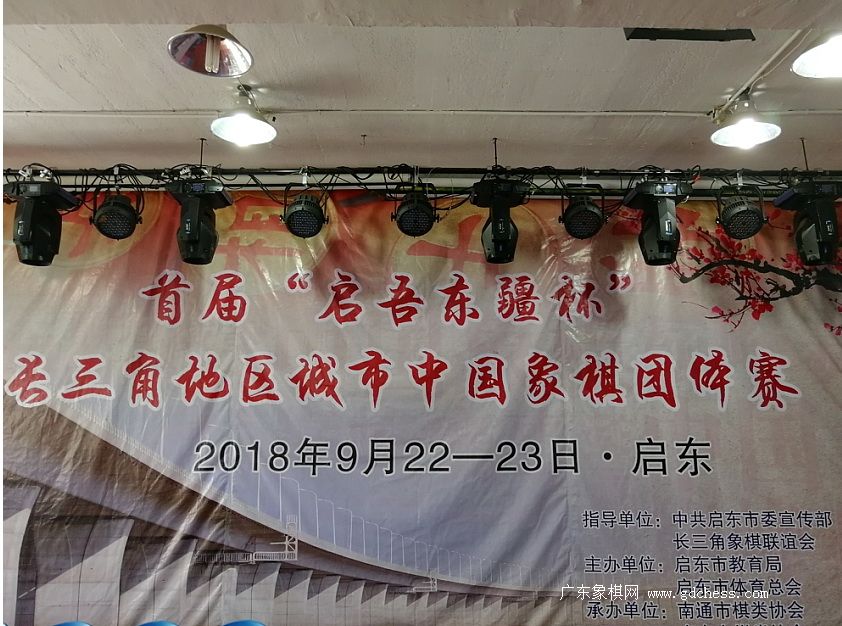 首届“启吾东疆杯”
长三角地区城市中国象棋团体赛
2018年9月22—23日·启东
指导单位：中共启东市委宣传部
长三角象棋联谊会
主办单位：启东市教育局
启东市体育总会
承办单位：南通市棋类协会
广东象棋网 www.gdchess.com